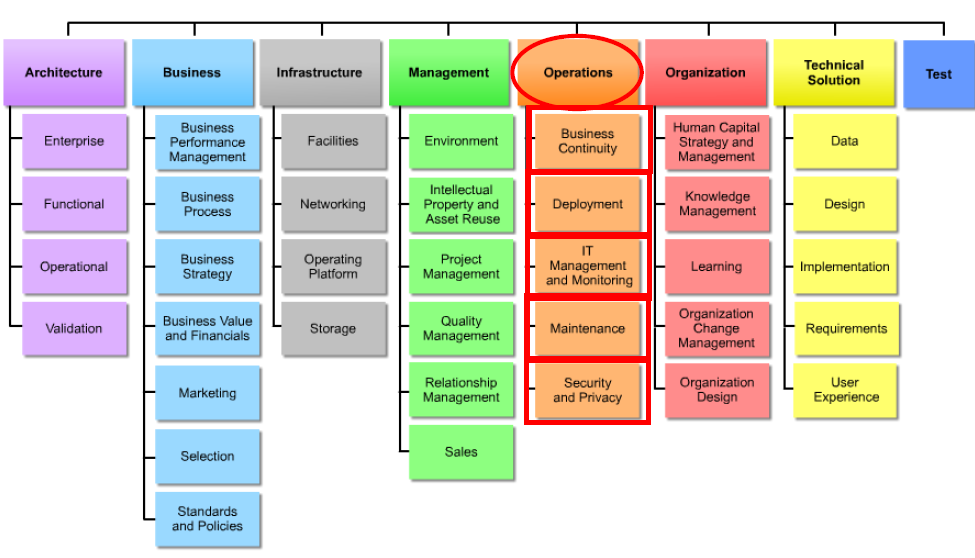 Architecture
Business
Infrastructure
Management
Operations
Organization
Technical
Solution
Test
Enterprise
Functional
Operational
Validation
Business
Performance
Management
Business
Process
Business
Strategy
Business Value
and Financials
Marketing
Selection
Standards
and Policies
Facilities
Networking
Operating
Platform
Storage
Environment
Intellectual
Property and
Asset Reuse
Project
Management
Quality
Management
Relationship
Management
Sales
Business
Continuity
Deployment
IT
Management
and Monitoring
Maintenance
Security
and Privacy
Human Capital
Strategy and
Management
Knowledge
Management
Learning
Organization
Change
Management
Organization
Design
Data
Design
Implementation
Requirements
User
Experience